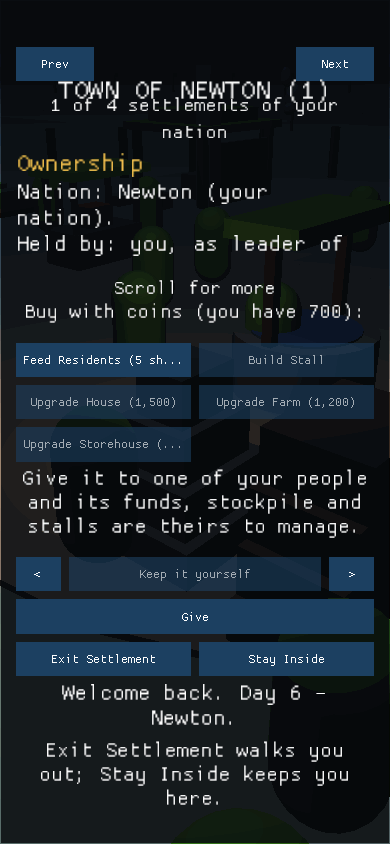 Prev
Next
TOWN OF NEWTON (1)
1 of 4 settlements of your
nation
Ownership
Nation: Newton (your
nation).
Held by: you, as leader of
Scroll for more
Buy with coins (you have 700):
Feed Residents (5 sh...
Build Stall
Upgrade House (1,500)
Upgrade Farm (1,200)
Upgrade Storehouse (...
Give it to one of your people
and its funds, stockpile and
stalls are theirs to manage.
<
Keep it yourself
>
Give
Exit Settlement
Stay Inside
Welcome back. Day 6 –
Newton.
Exit Settlement walks you
out; Stay Inside keeps you
here.